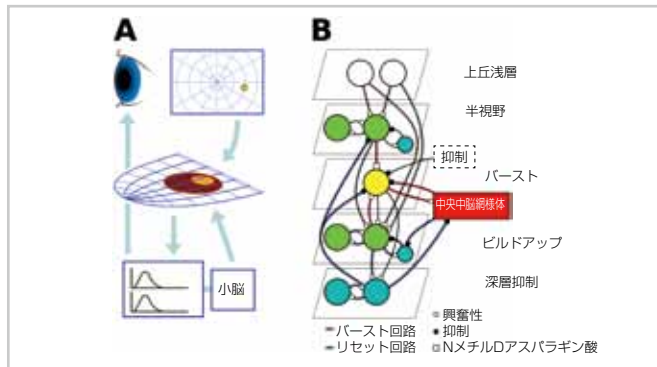 A
B
上丘浅層
半視野
抑制
バースト
中央中脳網様体
ビルドアップ
小脳
深層抑制
興奮性
バースト回路
抑制
リセット回路
NメチルDアスパラギン酸